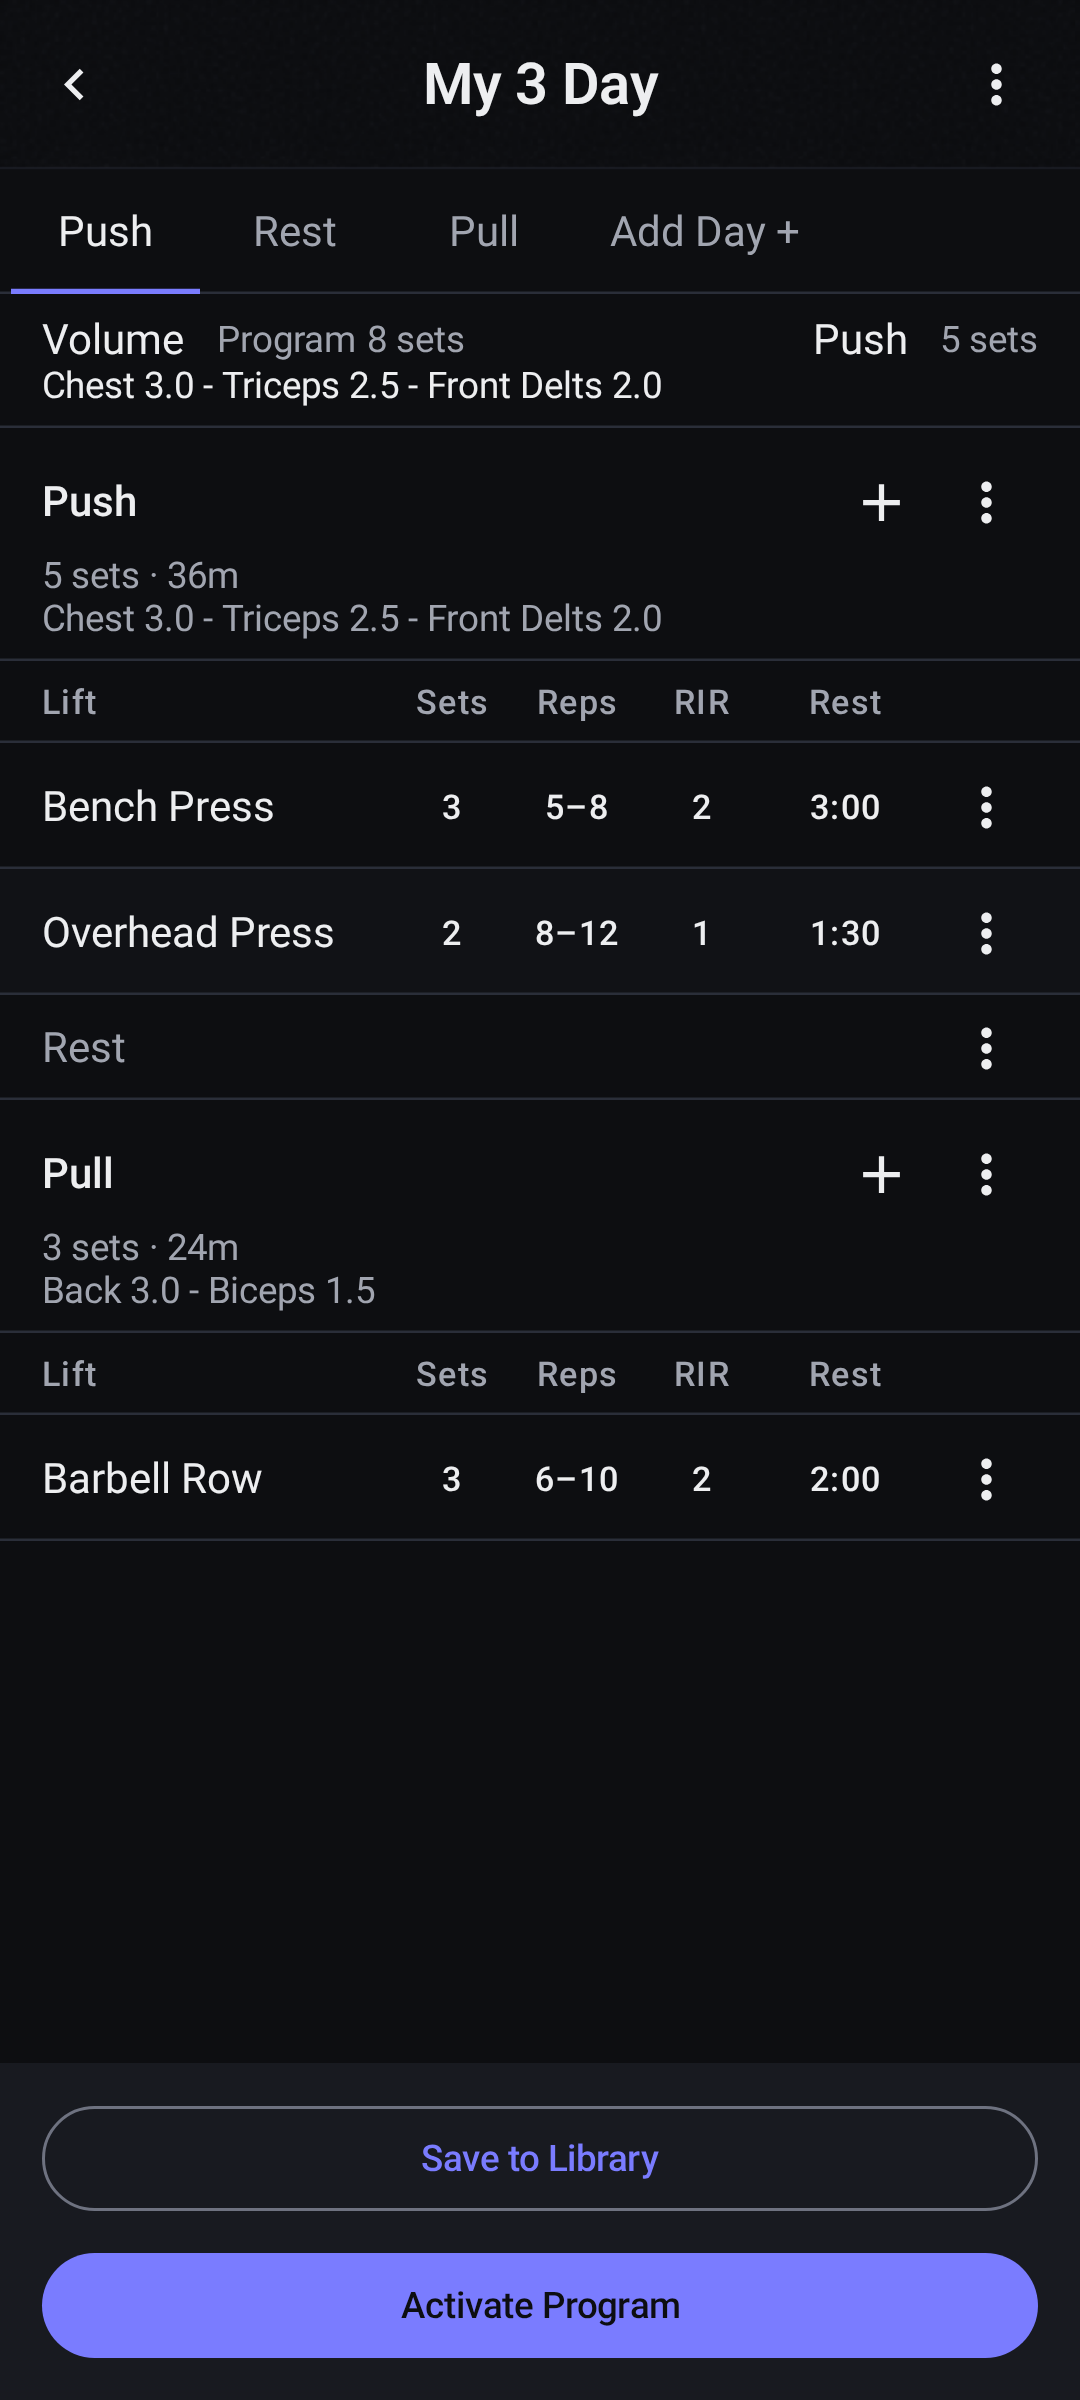 My 3 Day
Push Rest Pull Add Day +
Volume Program 8 sets Push 5 sets
Chest 3.0 - Triceps 2.5 - Front Delts 2.0
Push
5 sets · 36m
Chest 3.0 - Triceps 2.5 - Front Delts 2.0
Lift Sets Reps RIR Rest
Bench Press 3 5–8 2 3:00
Overhead Press 2 8–12 1 1:30
Rest
Pull
3 sets · 24m
Back 3.0 - Biceps 1.5
Lift Sets Reps RIR Rest
Barbell Row 3 6–10 2 2:00
Save to Library
Activate Program